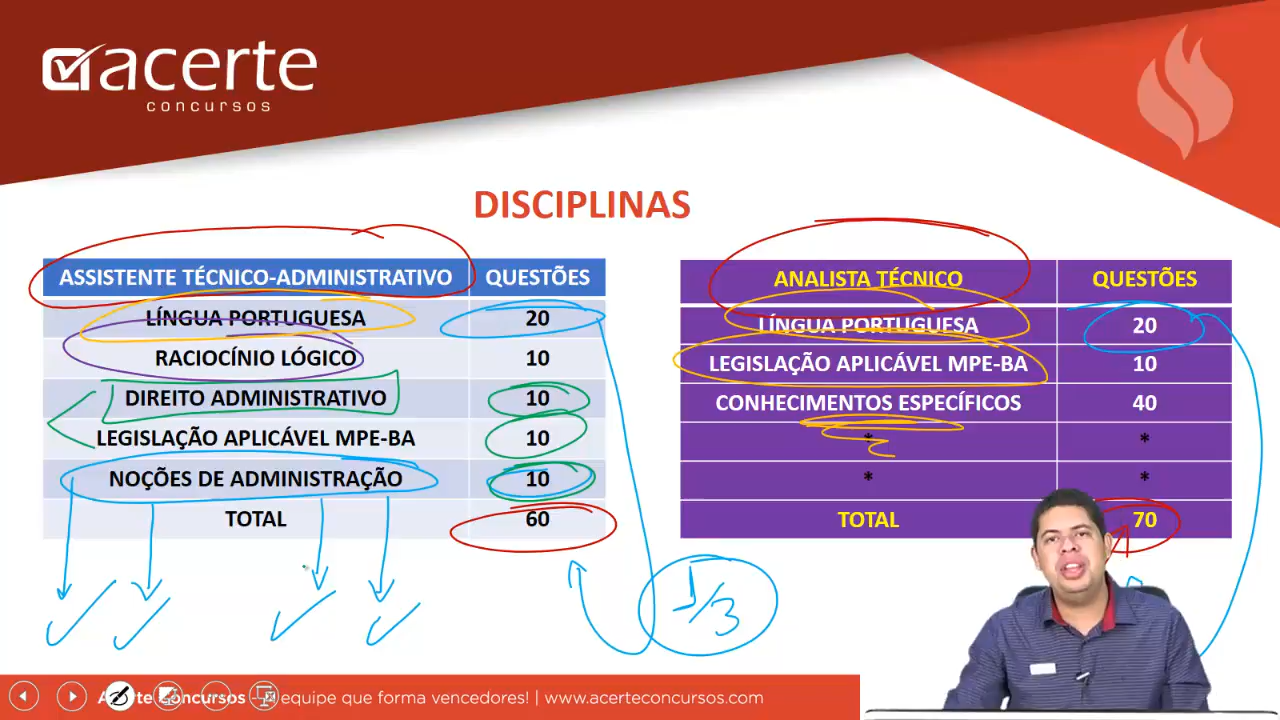 acerte
concursos
DISCIPLINAS
ASSISTENTE TÉCNICO-ADMINISTRATIVO QUESTÕES
LÍNGUA PORTUGUESA 20
RACIOCÍNIO LÓGICO 10
DIREITO ADMINISTRATIVO 10
LEGISLAÇÃO APLICÁVEL MPE-BA 10
NOÇÕES DE ADMINISTRAÇÃO 10
TOTAL 60
ANALISTA TÉCNICO QUESTÕES
LÍNGUA PORTUGUESA 20
LEGISLAÇÃO APLICÁVEL MPE-BA 10
CONHECIMENTOS ESPECÍFICOS 40
* *
* *
TOTAL 70
1/3
Concursos equipe que forma vencedores! | www.acerteconcursos.com